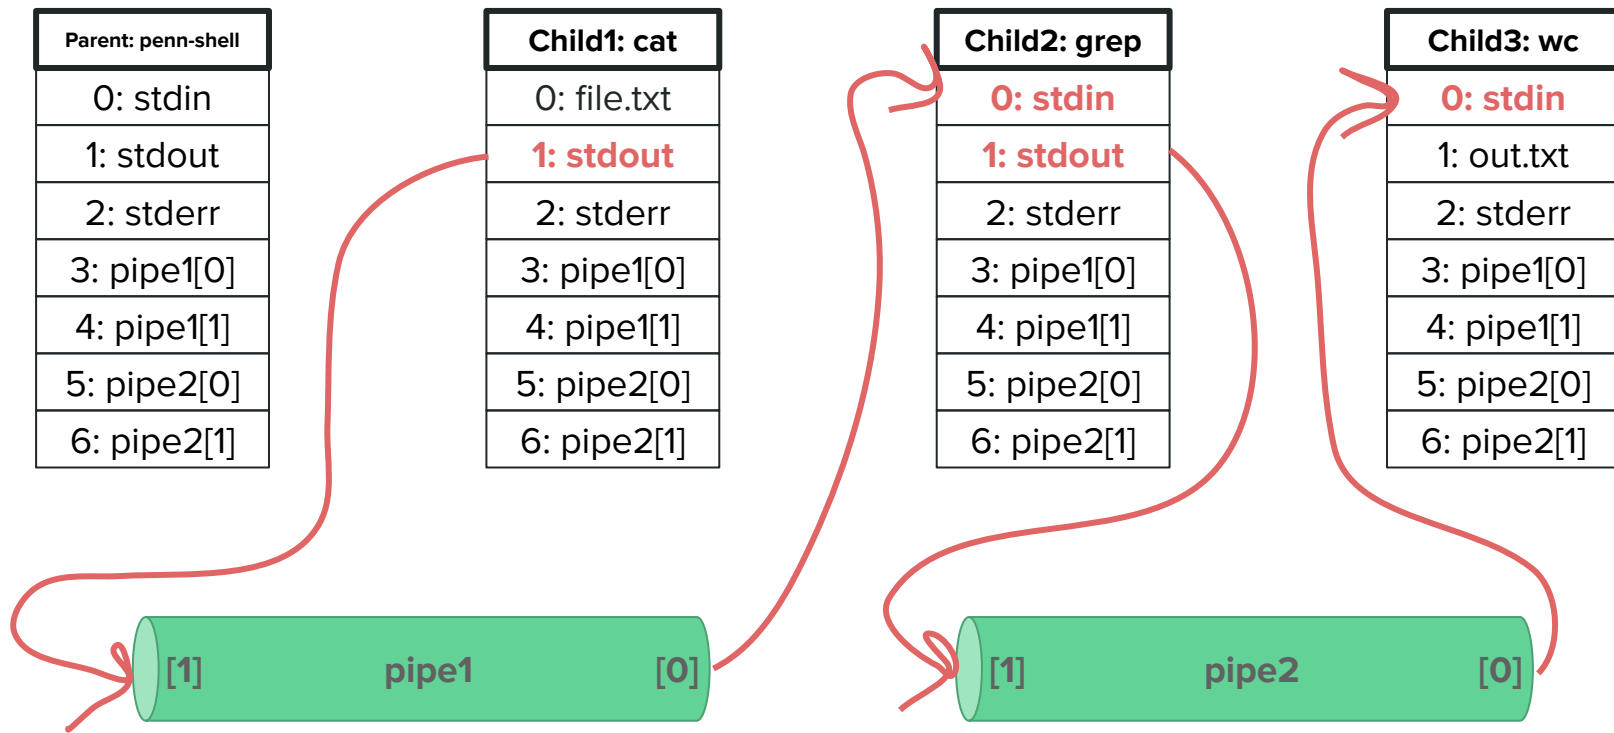 Parent: penn-shell
0: stdin
1: stdout
2: stderr
3: pipe1[0]
4: pipe1[1]
5: pipe2[0]
6: pipe2[1]
Child1: cat
0: file.txt
1: stdout
2: stderr
3: pipe1[0]
4: pipe1[1]
5: pipe2[0]
6: pipe2[1]
Child2: grep
0: stdin
1: stdout
2: stderr
3: pipe1[0]
4: pipe1[1]
5: pipe2[0]
6: pipe2[1]
Child3: wc
0: stdin
1: out.txt
2: stderr
3: pipe1[0]
4: pipe1[1]
5: pipe2[0]
6: pipe2[1]
[1] pipe1 [0]
[1] pipe2 [0]